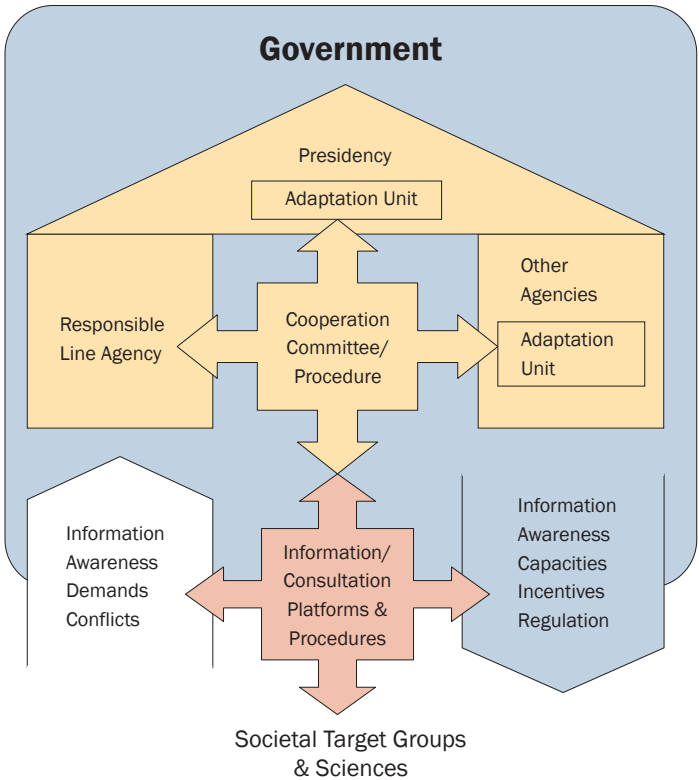 Government
Presidency
Adaptation Unit
Responsible
Line Agency
Cooperation
Committee/
Procedure
Other
Agencies
Adaptation
Unit
Information
Awareness
Demands
Conflicts
Information/
Consultation
Platforms &
Procedures
Information
Awareness
Capacities
Incentives
Regulation
Societal Target Groups
& Sciences